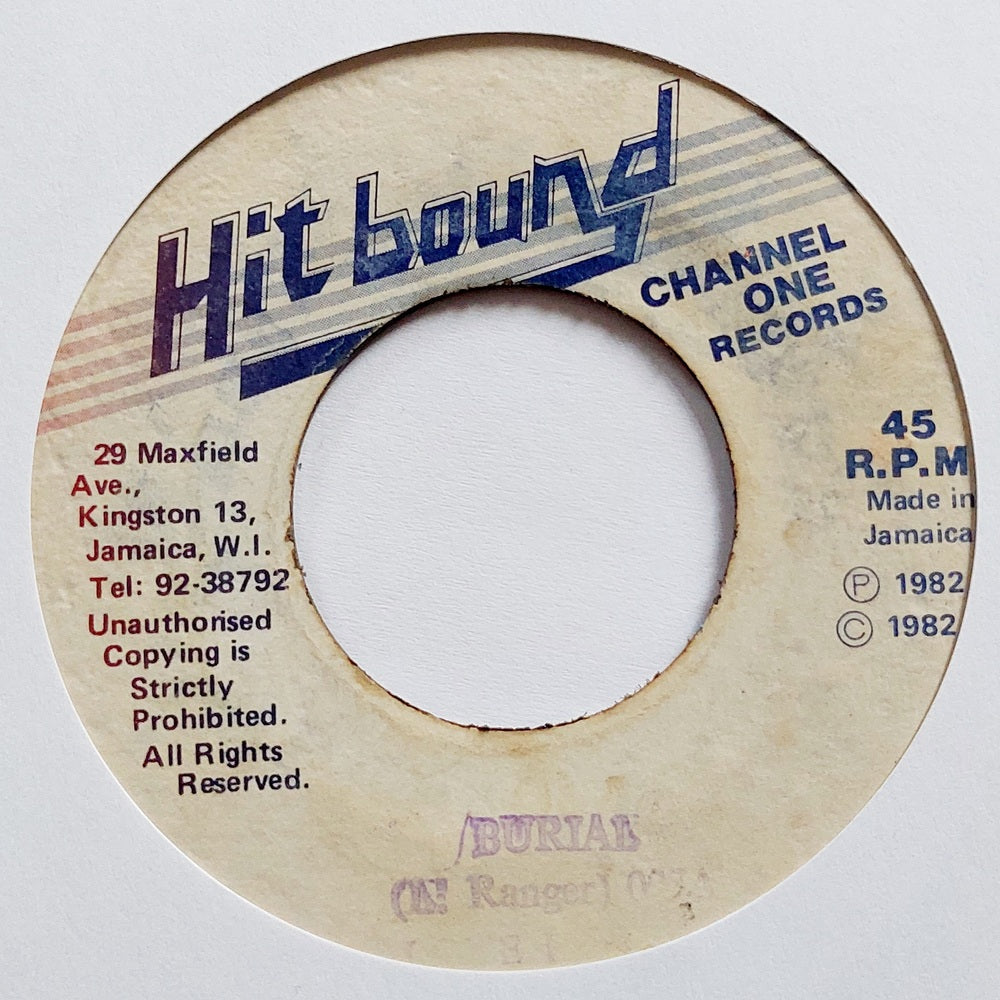 Hit bound
CHANNEL
ONE
RECORDS
29 Maxfield
Ave.,
Kingston 13,
Jamaica, W.I.
Tel: 92-38792
Unauthorised
Copying is
Strictly
Prohibited.
All Rights
Reserved.
45
R.P.M
Made in
Jamaica
Ⓟ 1982
© 1982
/BURIAL
Ranger)